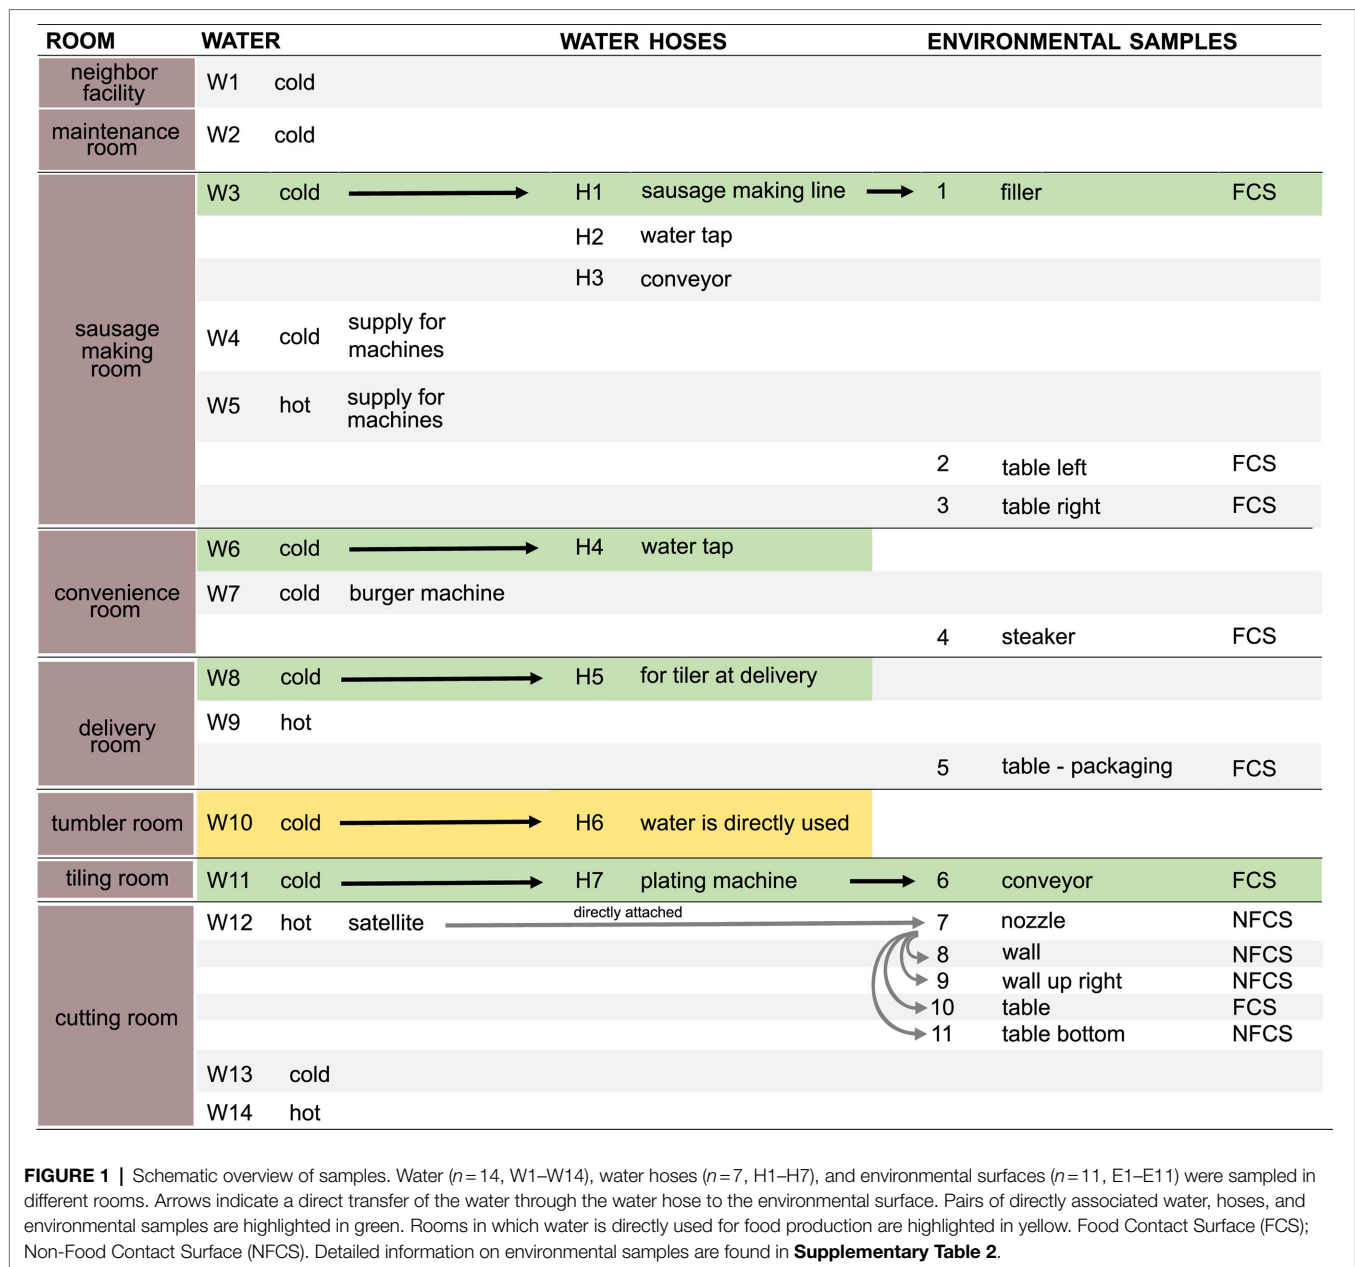 ROOM WATER WATER HOSES ENVIRONMENTAL SAMPLES
neighbor
facility
W1 cold
maintenance
room
W2 cold
sausage
making
room
W3 cold H1 sausage making line 1 filler FCS
H2 water tap
H3 conveyor
W4 cold supply for
machines
W5 hot supply for
machines
2 table left FCS
3 table right FCS
convenience
room
W6 cold H4 water tap
W7 cold burger machine
4 steaker FCS
delivery
room
W8 cold H5 for tiler at delivery
W9 hot
5 table - packaging FCS
tumbler room W10 cold H6 water is directly used
tiling room W11 cold H7 plating machine 6 conveyor FCS
cutting room
W12 hot satellite directly attached 7 nozzle NFCS
8 wall NFCS
9 wall up right NFCS
10 table FCS
11 table bottom NFCS
W13 cold
W14 hot
FIGURE 1 | Schematic overview of samples. Water (n=14, W1–W14), water hoses (n=7, H1–H7), and environmental surfaces (n=11, E1–E11) were sampled in
different rooms. Arrows indicate a direct transfer of the water through the water hose to the environmental surface. Pairs of directly associated water, hoses, and
environmental samples are highlighted in green. Rooms in which water is directly used for food production are highlighted in yellow. Food Contact Surface (FCS);
Non-Food Contact Surface (NFCS). Detailed information on environmental samples are found in Supplementary Table 2.